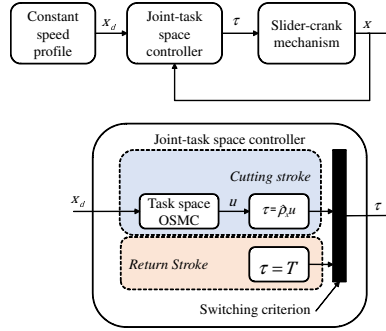 Constant
speed
profile
x_d
Joint-task
space
controller
τ
Slider-crank
mechanism
x
Joint-task space controller
Cutting stroke
x_d
Task space
OSMC
u
τ=ρ̂_λu
τ
Return Stroke
τ = T
Switching criterion